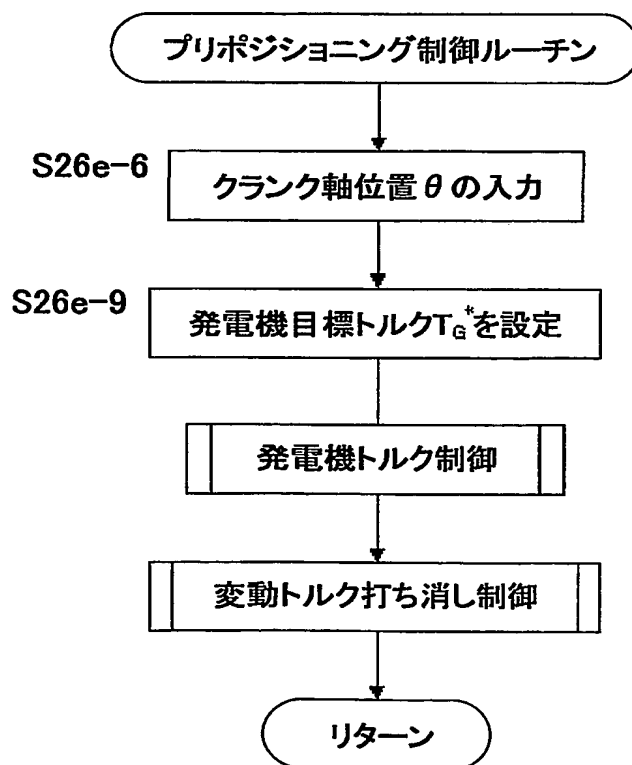 プリポジショニング制御ルーチン
S26e-6
クランク軸位置θの入力
S26e-9
発電機目標トルクTG*を設定
発電機トルク制御
変動トルク打ち消し制御
リターン